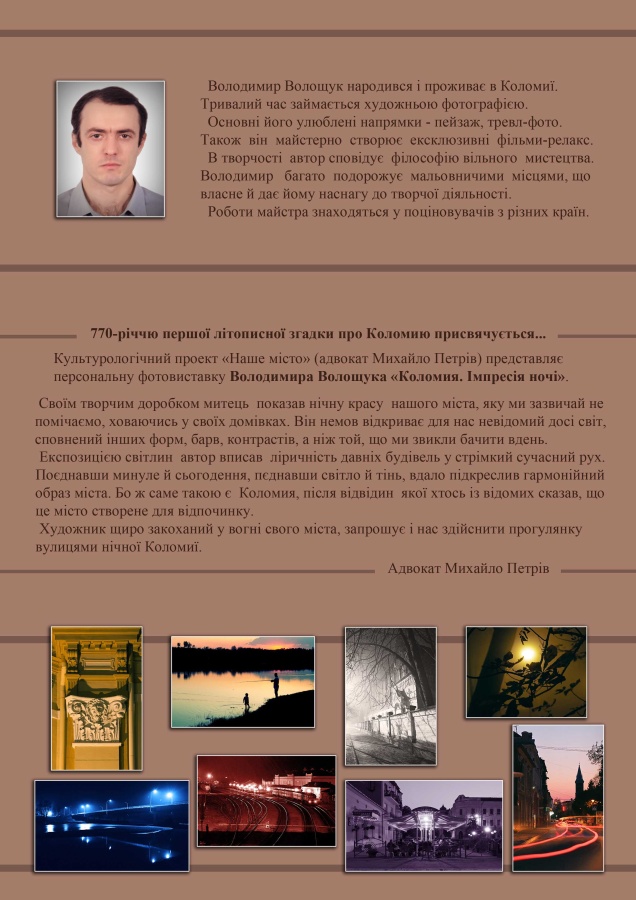 Володимир Волощук народився і проживає в Коломиї.
Тривалий час займається художньою фотографією.
Основні його улюблені напрямки - пейзаж, тревл-фото.
Також він майстерно створює ексклюзивні фільми-релакс.
В творчості автор сповідує філософію вільного мистецтва.
Володимир багато подорожує мальовничими місцями, що
власне й дає йому наснагу до творчої діяльності.
Роботи майстра знаходяться у поціновувачів з різних країн.
770-річчю першої літописної згадки про Коломию присвячується...
Культурологічний проект «Наше місто» (адвокат Михайло Петрів) представляє
персональну фотовиставку Володимира Волощука «Коломия. Імпресія ночі».
Своїм творчим доробком митець показав нічну красу нашого міста, яку ми зазвичай не
помічаємо, ховаючись у своїх домівках. Він немов відкриває для нас невідомий досі світ,
сповнений інших форм, барв, контрастів, а ніж той, що ми звикли бачити вдень.
Експозицією світлин автор вписав ліричність давніх будівель у стрімкий сучасний рух.
Поєднавши минуле й сьогодення, пєднавши світло й тінь, вдало підкреслив гармонійний
образ міста. Бо ж саме такою є Коломия, після відвідин якої хтось із відомих сказав, що
це місто створене для відпочинку.
Художник щиро закоханий у вогні свого міста, запрошує і нас здійснити прогулянку
вулицями нічної Коломиї.
Адвокат Михайло Петрів